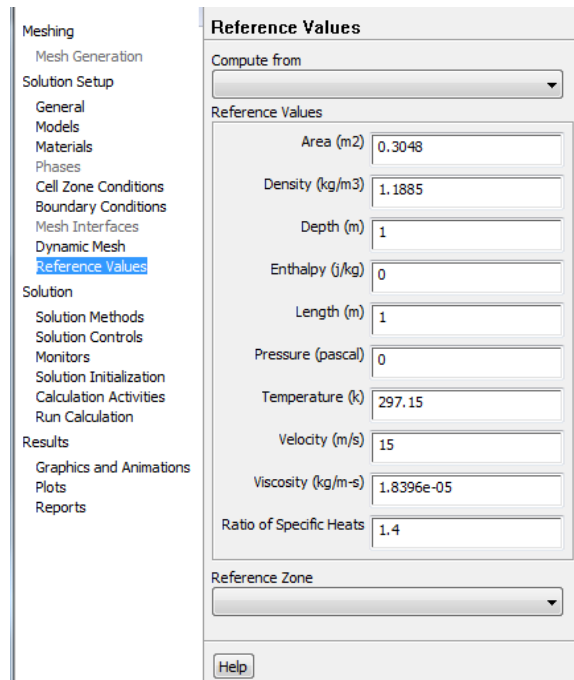 Meshing
Mesh Generation
Solution Setup
General
Models
Materials
Phases
Cell Zone Conditions
Boundary Conditions
Mesh Interfaces
Dynamic Mesh
Reference Values
Solution
Solution Methods
Solution Controls
Monitors
Solution Initialization
Calculation Activities
Run Calculation
Results
Graphics and Animations
Plots
Reports
Reference Values
Compute from
Reference Values
Area (m2) 0.3048
Density (kg/m3) 1.1885
Depth (m) 1
Enthalpy (j/kg) 0
Length (m) 1
Pressure (pascal) 0
Temperature (k) 297.15
Velocity (m/s) 15
Viscosity (kg/m-s) 1.8396e-05
Ratio of Specific Heats 1.4
Reference Zone
Help